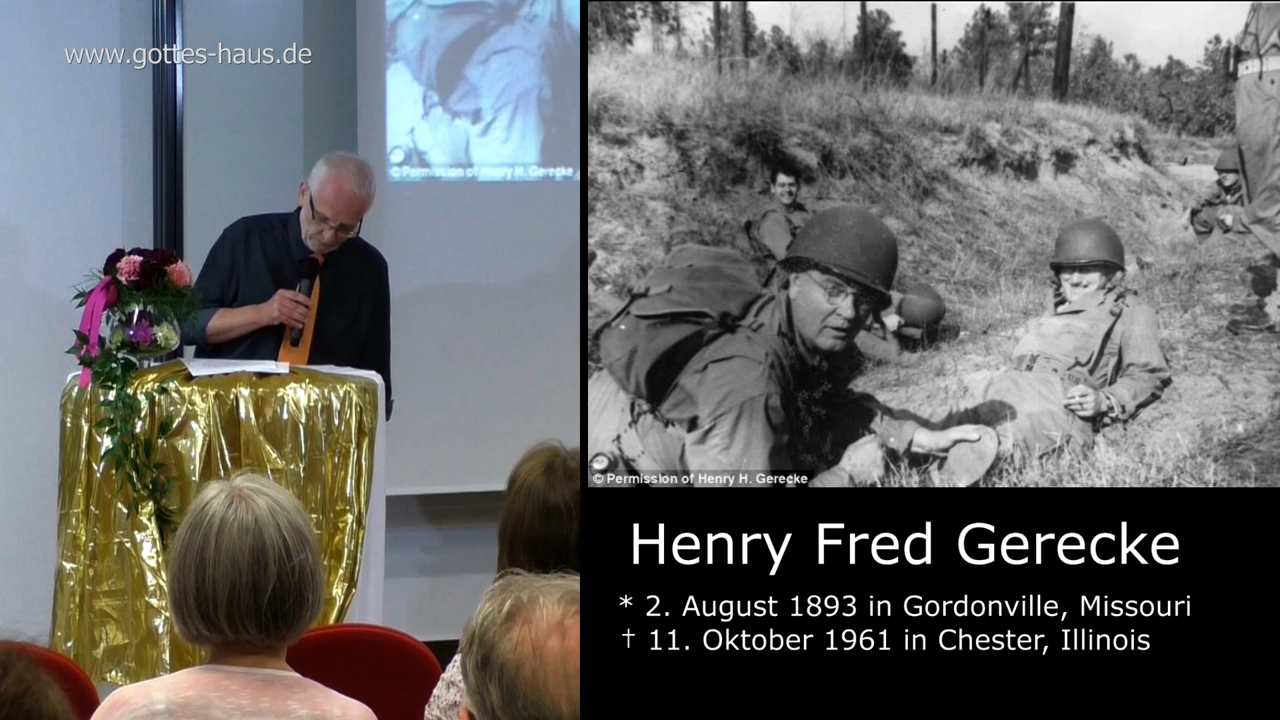 www.gottes-haus.de
© Permission of Henry H. Gerecke
© Permission of Henry H. Gerecke
Henry Fred Gerecke
* 2. August 1893 in Gordonville, Missouri
† 11. Oktober 1961 in Chester, Illinois